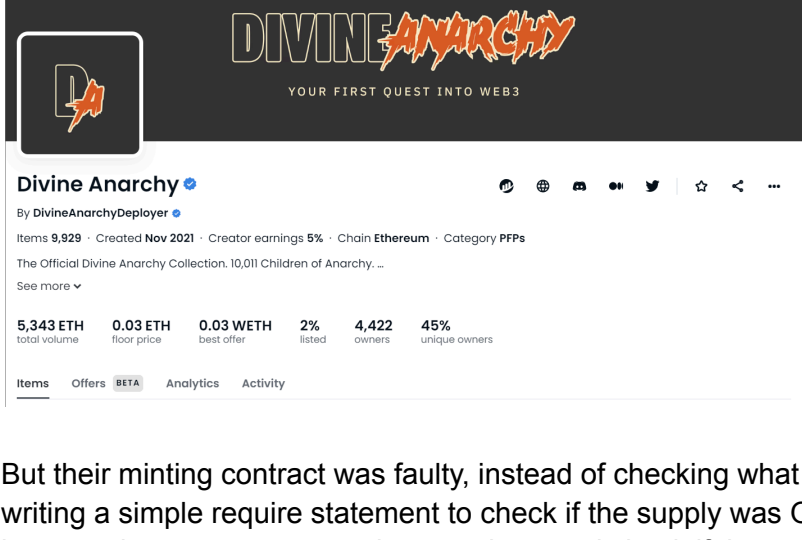 DIVINE ANARCHY
YOUR FIRST QUEST INTO WEB3
DA
Divine Anarchy
By DivineAnarchyDeployer
Items 9,929 · Created Nov 2021 · Creator earnings 5% · Chain Ethereum · Category PFPs
The Official Divine Anarchy Collection. 10,011 Children of Anarchy. …
See more
5,343 ETH 0.03 ETH 0.03 WETH 2% 4,422 45%
total volume floor price best offer listed owners unique owners
Items Offers BETA Analytics Activity
But their minting contract was faulty, instead of checking what
writing a simple require statement to check if the supply was